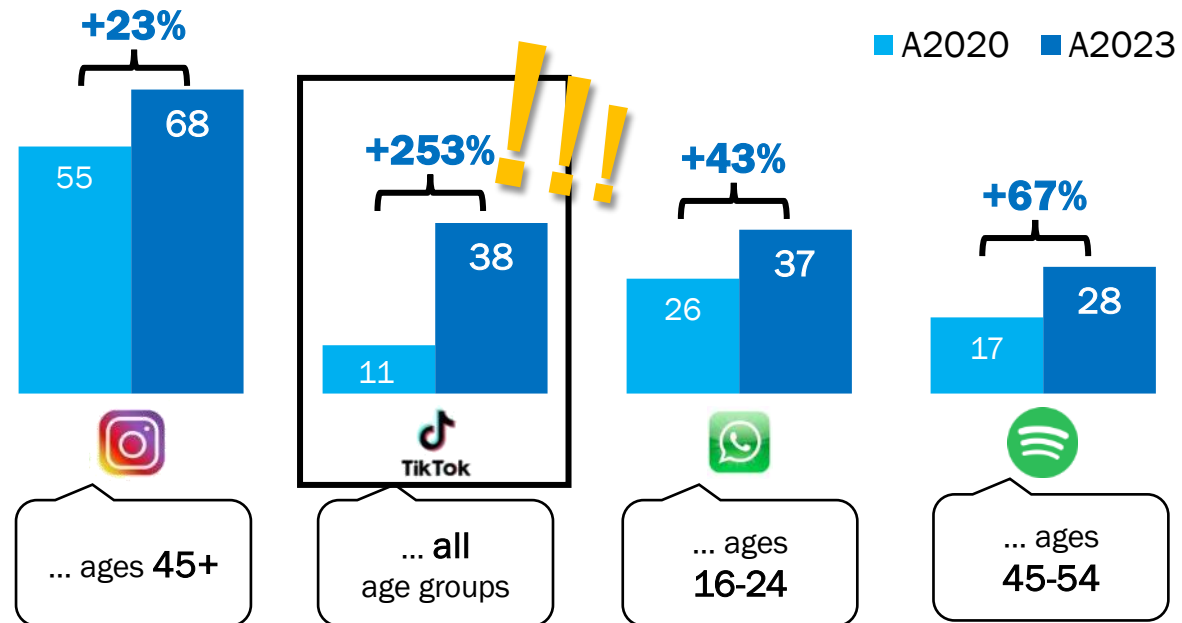 A2020 A2023
+23%
55 68
+253% !!!
11 38
+43%
26 37
+67%
17 28
TikTok
... ages 45+
... all
age groups
... ages
16-24
... ages
45-54